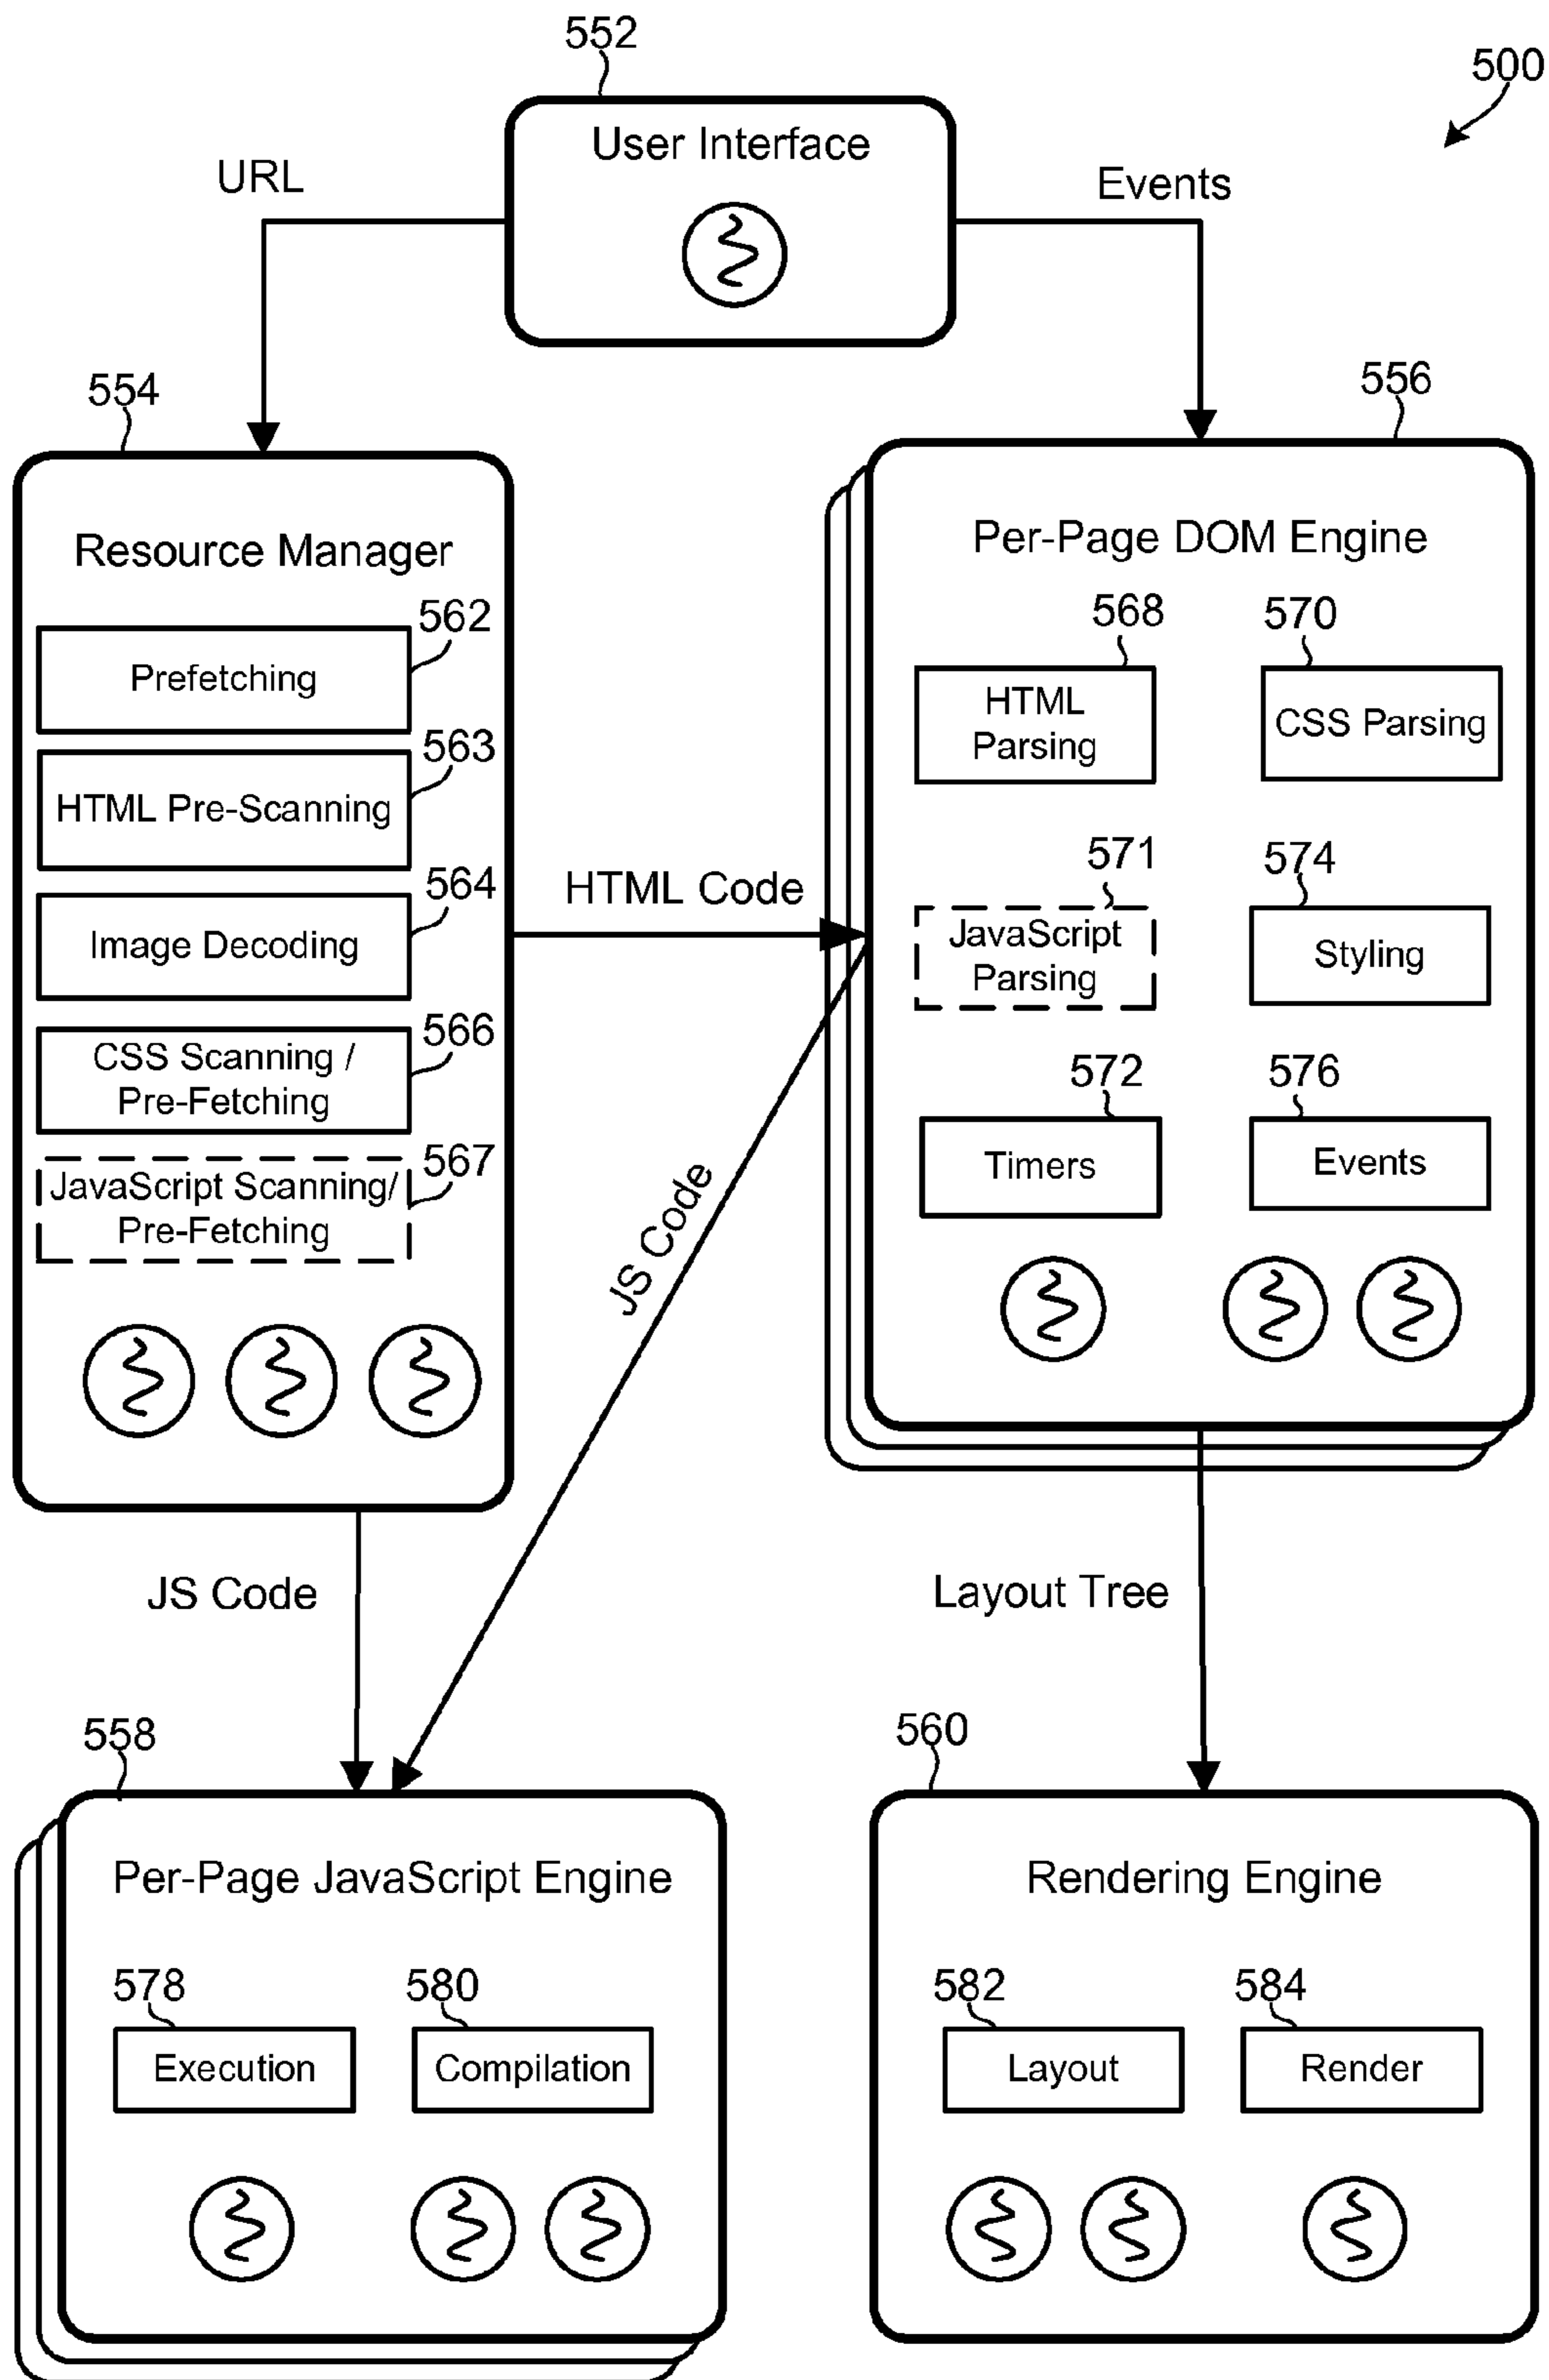 552
500
User Interface
URL
Events
554
556
Resource Manager
562
Prefetching
563
HTML Pre-Scanning
564
Image Decoding
566
CSS Scanning /
Pre-Fetching
567
JavaScript Scanning/
Pre-Fetching
HTML Code
Per-Page DOM Engine
568
HTML
Parsing
570
CSS Parsing
571
JavaScript
Parsing
574
Styling
572
Timers
576
Events
JS Code
JS Code
Layout Tree
558
Per-Page JavaScript Engine
578
Execution
580
Compilation
560
Rendering Engine
582
Layout
584
Render